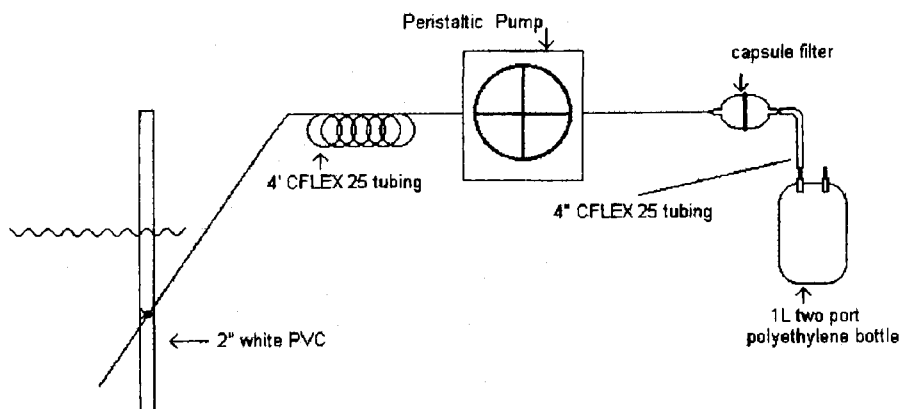 Peristaltic Pump
capsule filter
4' CFLEX 25 tubing
4" CFLEX 25 tubing
2" white PVC
1L two port
polyethylene bottle